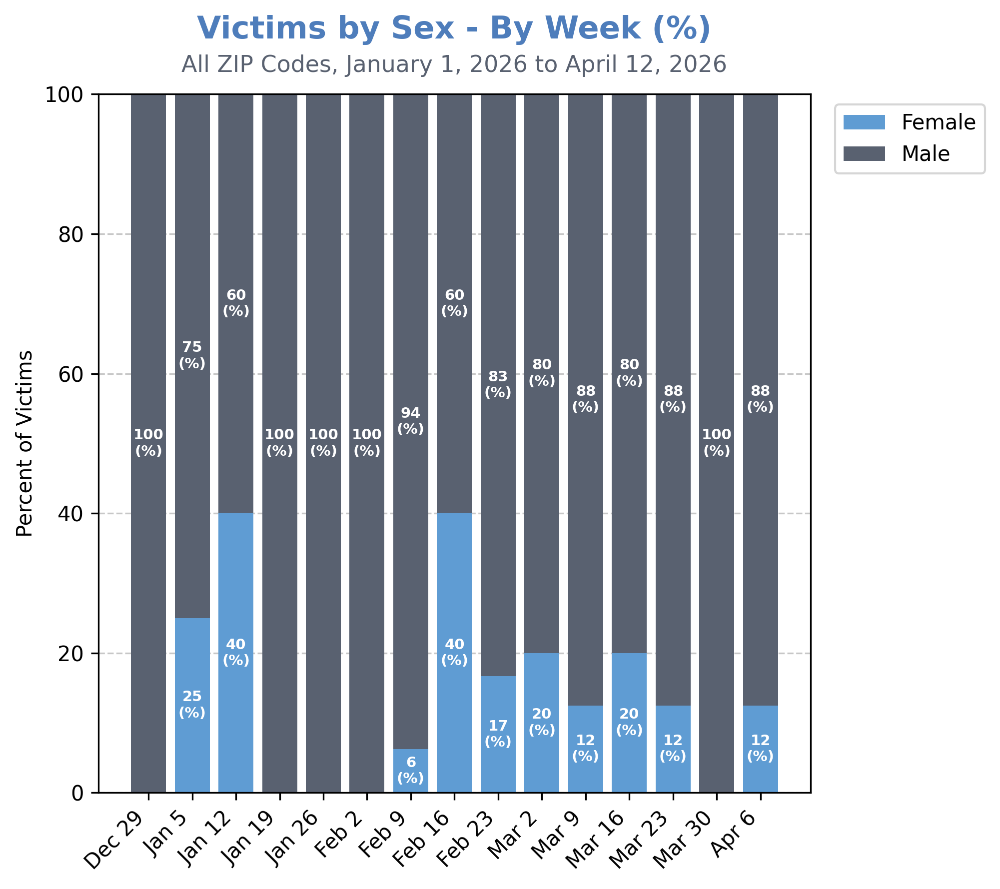 Victims by Sex - By Week (%)
All ZIP Codes, January 1, 2026 to April 12, 2026
Female
Male
Percent of Victims
100
80
60
40
20
0
100
(%)
75
(%)
25
(%)
60
(%)
40
(%)
100
(%)
100
(%)
100
(%)
94
(%)
6
(%)
60
(%)
40
(%)
83
(%)
17
(%)
80
(%)
20
(%)
88
(%)
12
(%)
80
(%)
20
(%)
88
(%)
12
(%)
100
(%)
88
(%)
12
(%)
Dec 29
Jan 5
Jan 12
Jan 19
Jan 26
Feb 2
Feb 9
Feb 16
Feb 23
Mar 2
Mar 9
Mar 16
Mar 23
Mar 30
Apr 6